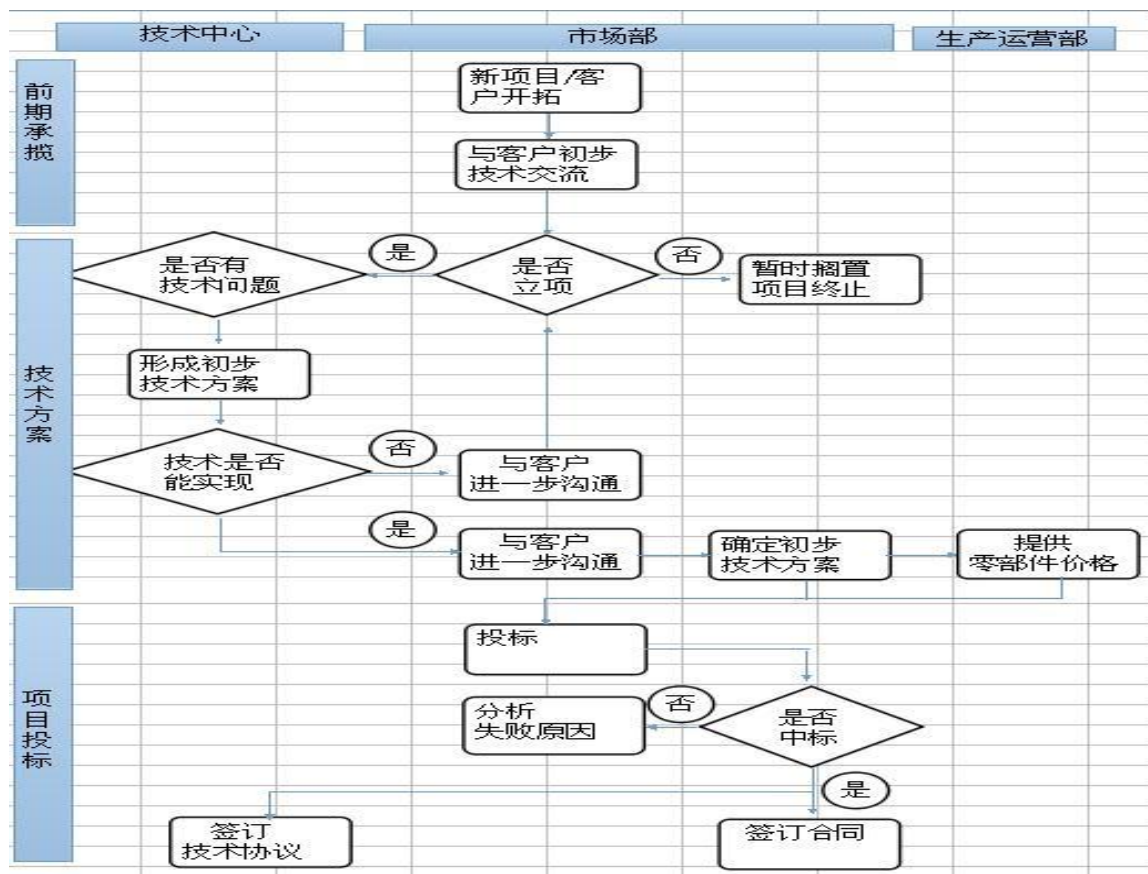 技术中心
市场部
生产运营部
前期承揽
新项目/客
户开拓
与客户初步
技术交流
技术方案
是否有
技术问题
是
是否
立项
否
暂时搁置
项目终止
形成初步
技术方案
技术是否
能实现
否
与客户
进一步沟通
是
与客户
进一步沟通
确定初步
技术方案
提供
零部件价格
项目投标
投标
分析
失败原因
否
是否
中标
是
签订
技术协议
签订合同